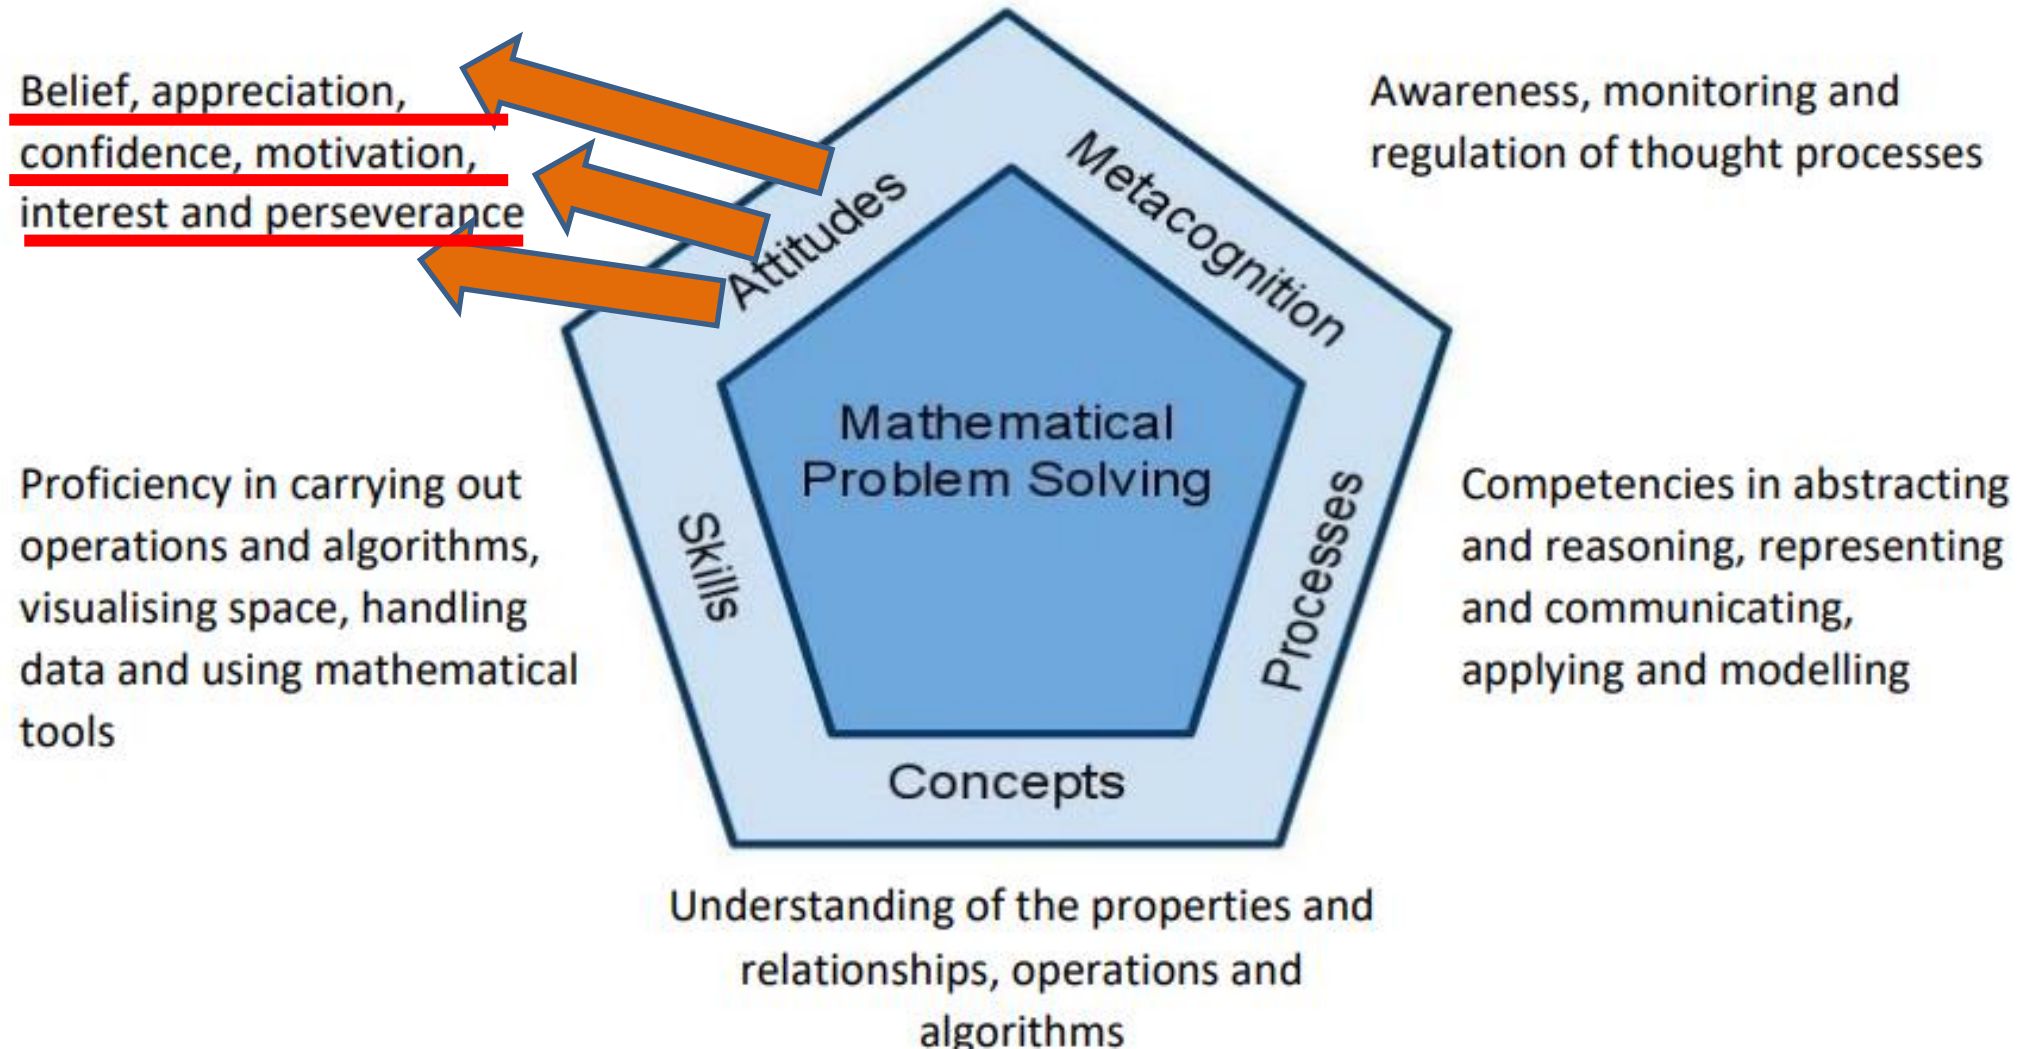 Belief, appreciation,
confidence, motivation,
interest and perseverance
Attitudes
Metacognition
Awareness, monitoring and
regulation of thought processes
Mathematical
Problem Solving
Proficiency in carrying out
operations and algorithms,
visualising space, handling
data and using mathematical
tools
Skills
Processes
Competencies in abstracting
and reasoning, representing
and communicating,
applying and modelling
Concepts
Understanding of the properties and
relationships, operations and
algorithms